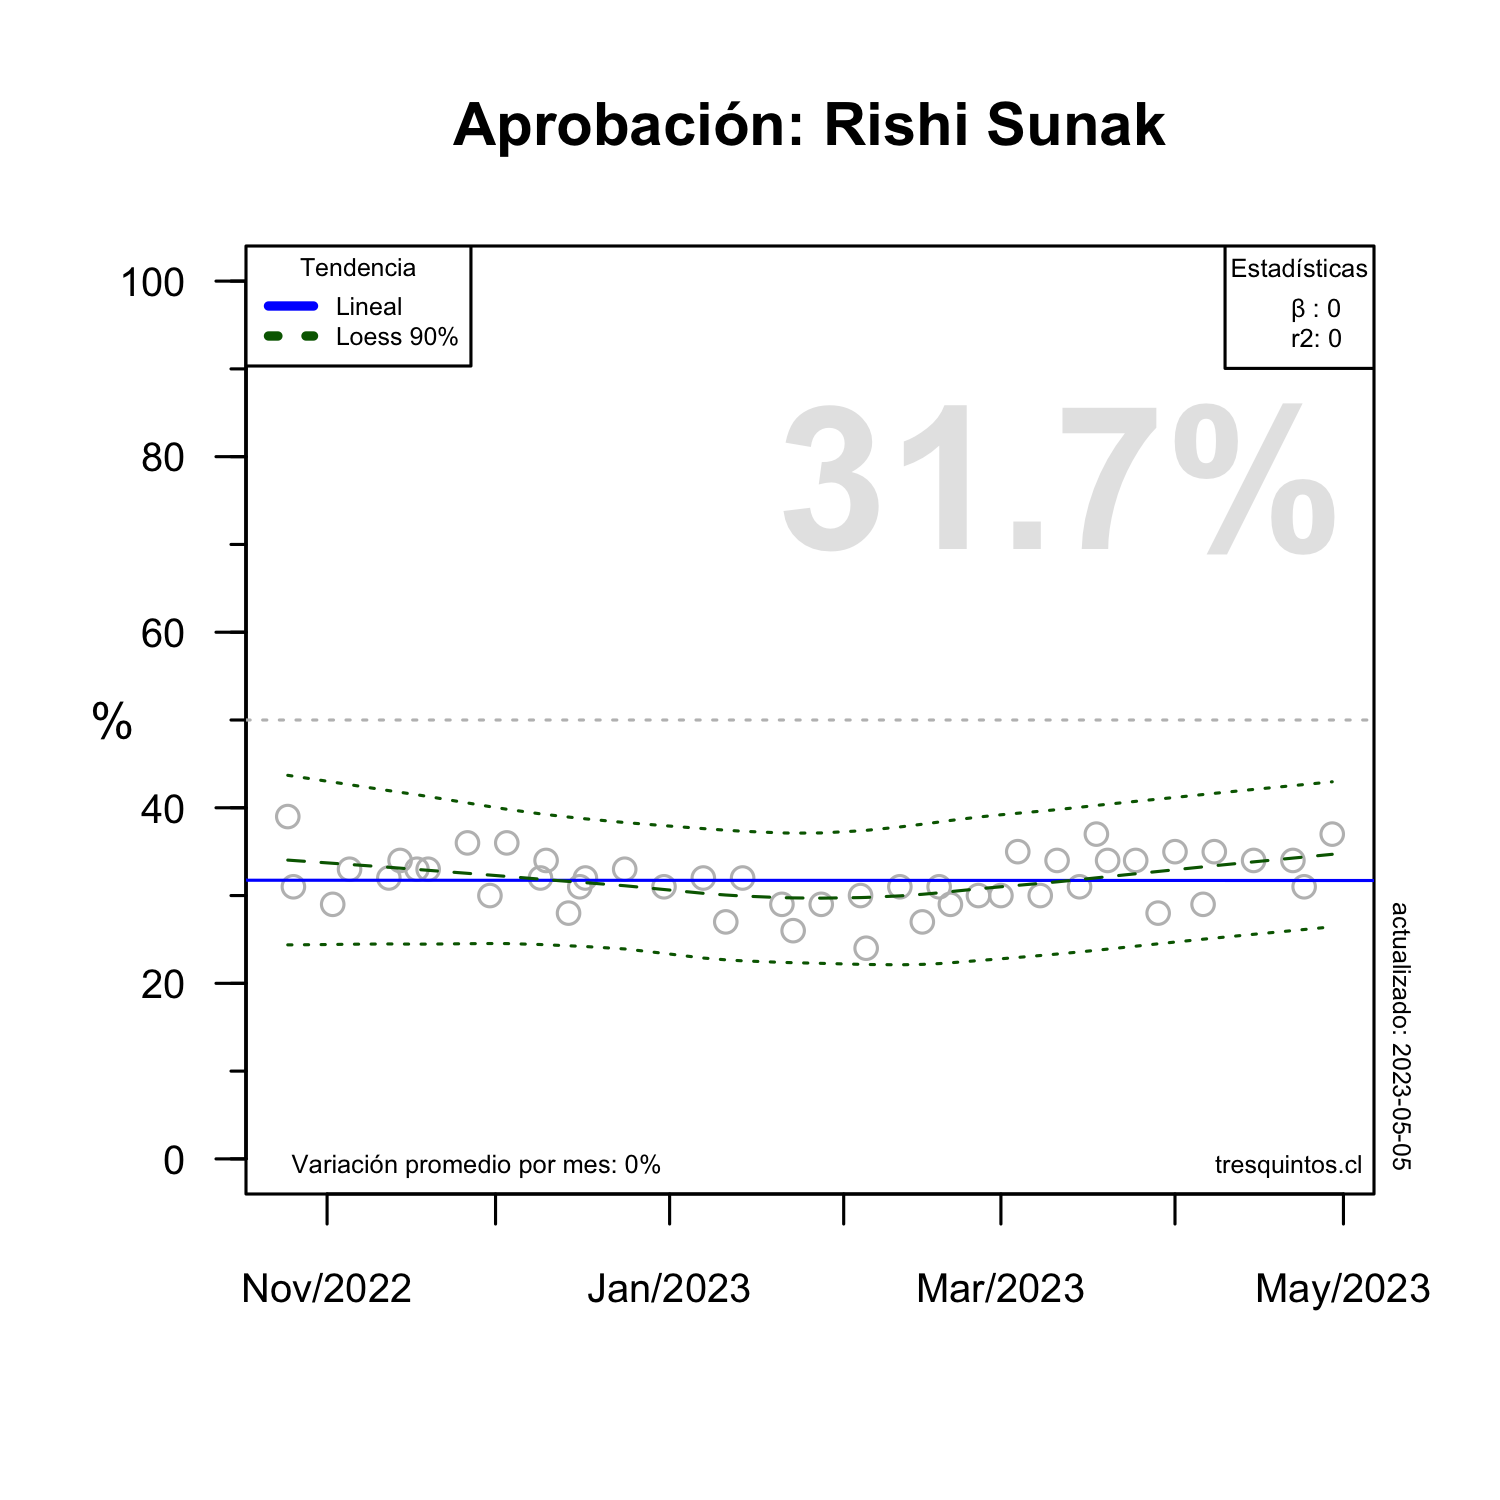 Aprobación: Rishi Sunak
Tendencia
Lineal
Loess 90%
Estadísticas
β : 0
r2: 0
31.7%
100
80
60
%
40
20
0
actualizado: 2023-05-05
Variación promedio por mes: 0%
tresquintos.cl
Nov/2022
Jan/2023
Mar/2023
May/2023